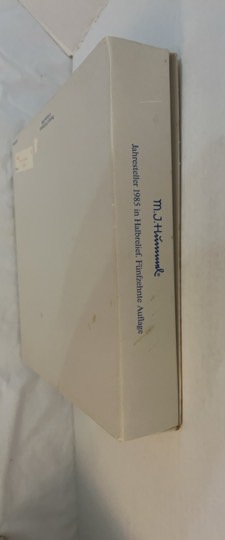 M.J.Hümmel
Jahresteller 1985 in Halbrelief. Fünfzehnte Auflage